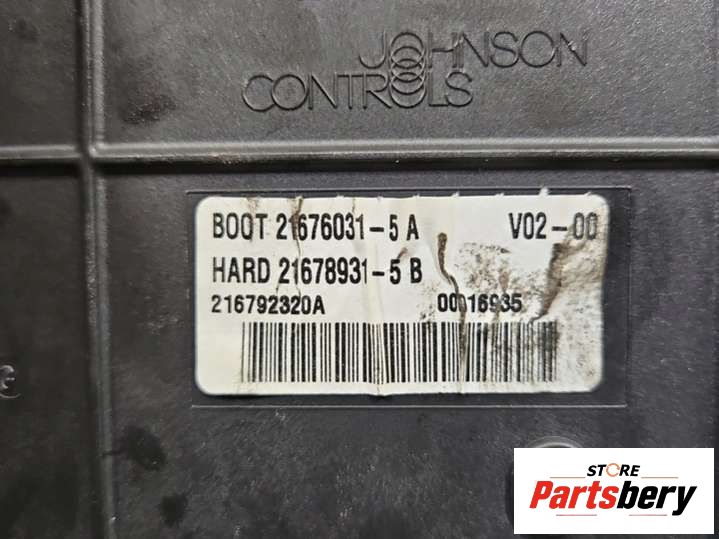 JOHNSON
CONTROLS
BOOT 21676031-5 A V02-00
HARD 21678931-5 B
216792320A 00016935
STORE
Partsbery